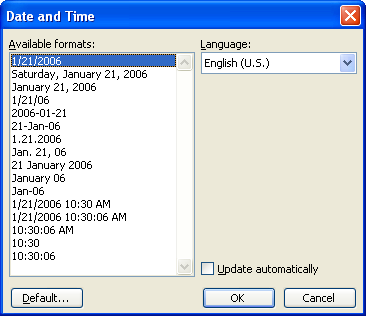 Date and Time
Available formats:
Language:
1/21/2006
Saturday, January 21, 2006
January 21, 2006
1/21/06
2006-01-21
21-Jan-06
1.21.2006
Jan. 21, 06
21 January 2006
January 06
Jan-06
1/21/2006 10:30 AM
1/21/2006 10:30:06 AM
10:30:06 AM
10:30
10:30:06
English (U.S.)
Update automatically
Default...
OK
Cancel